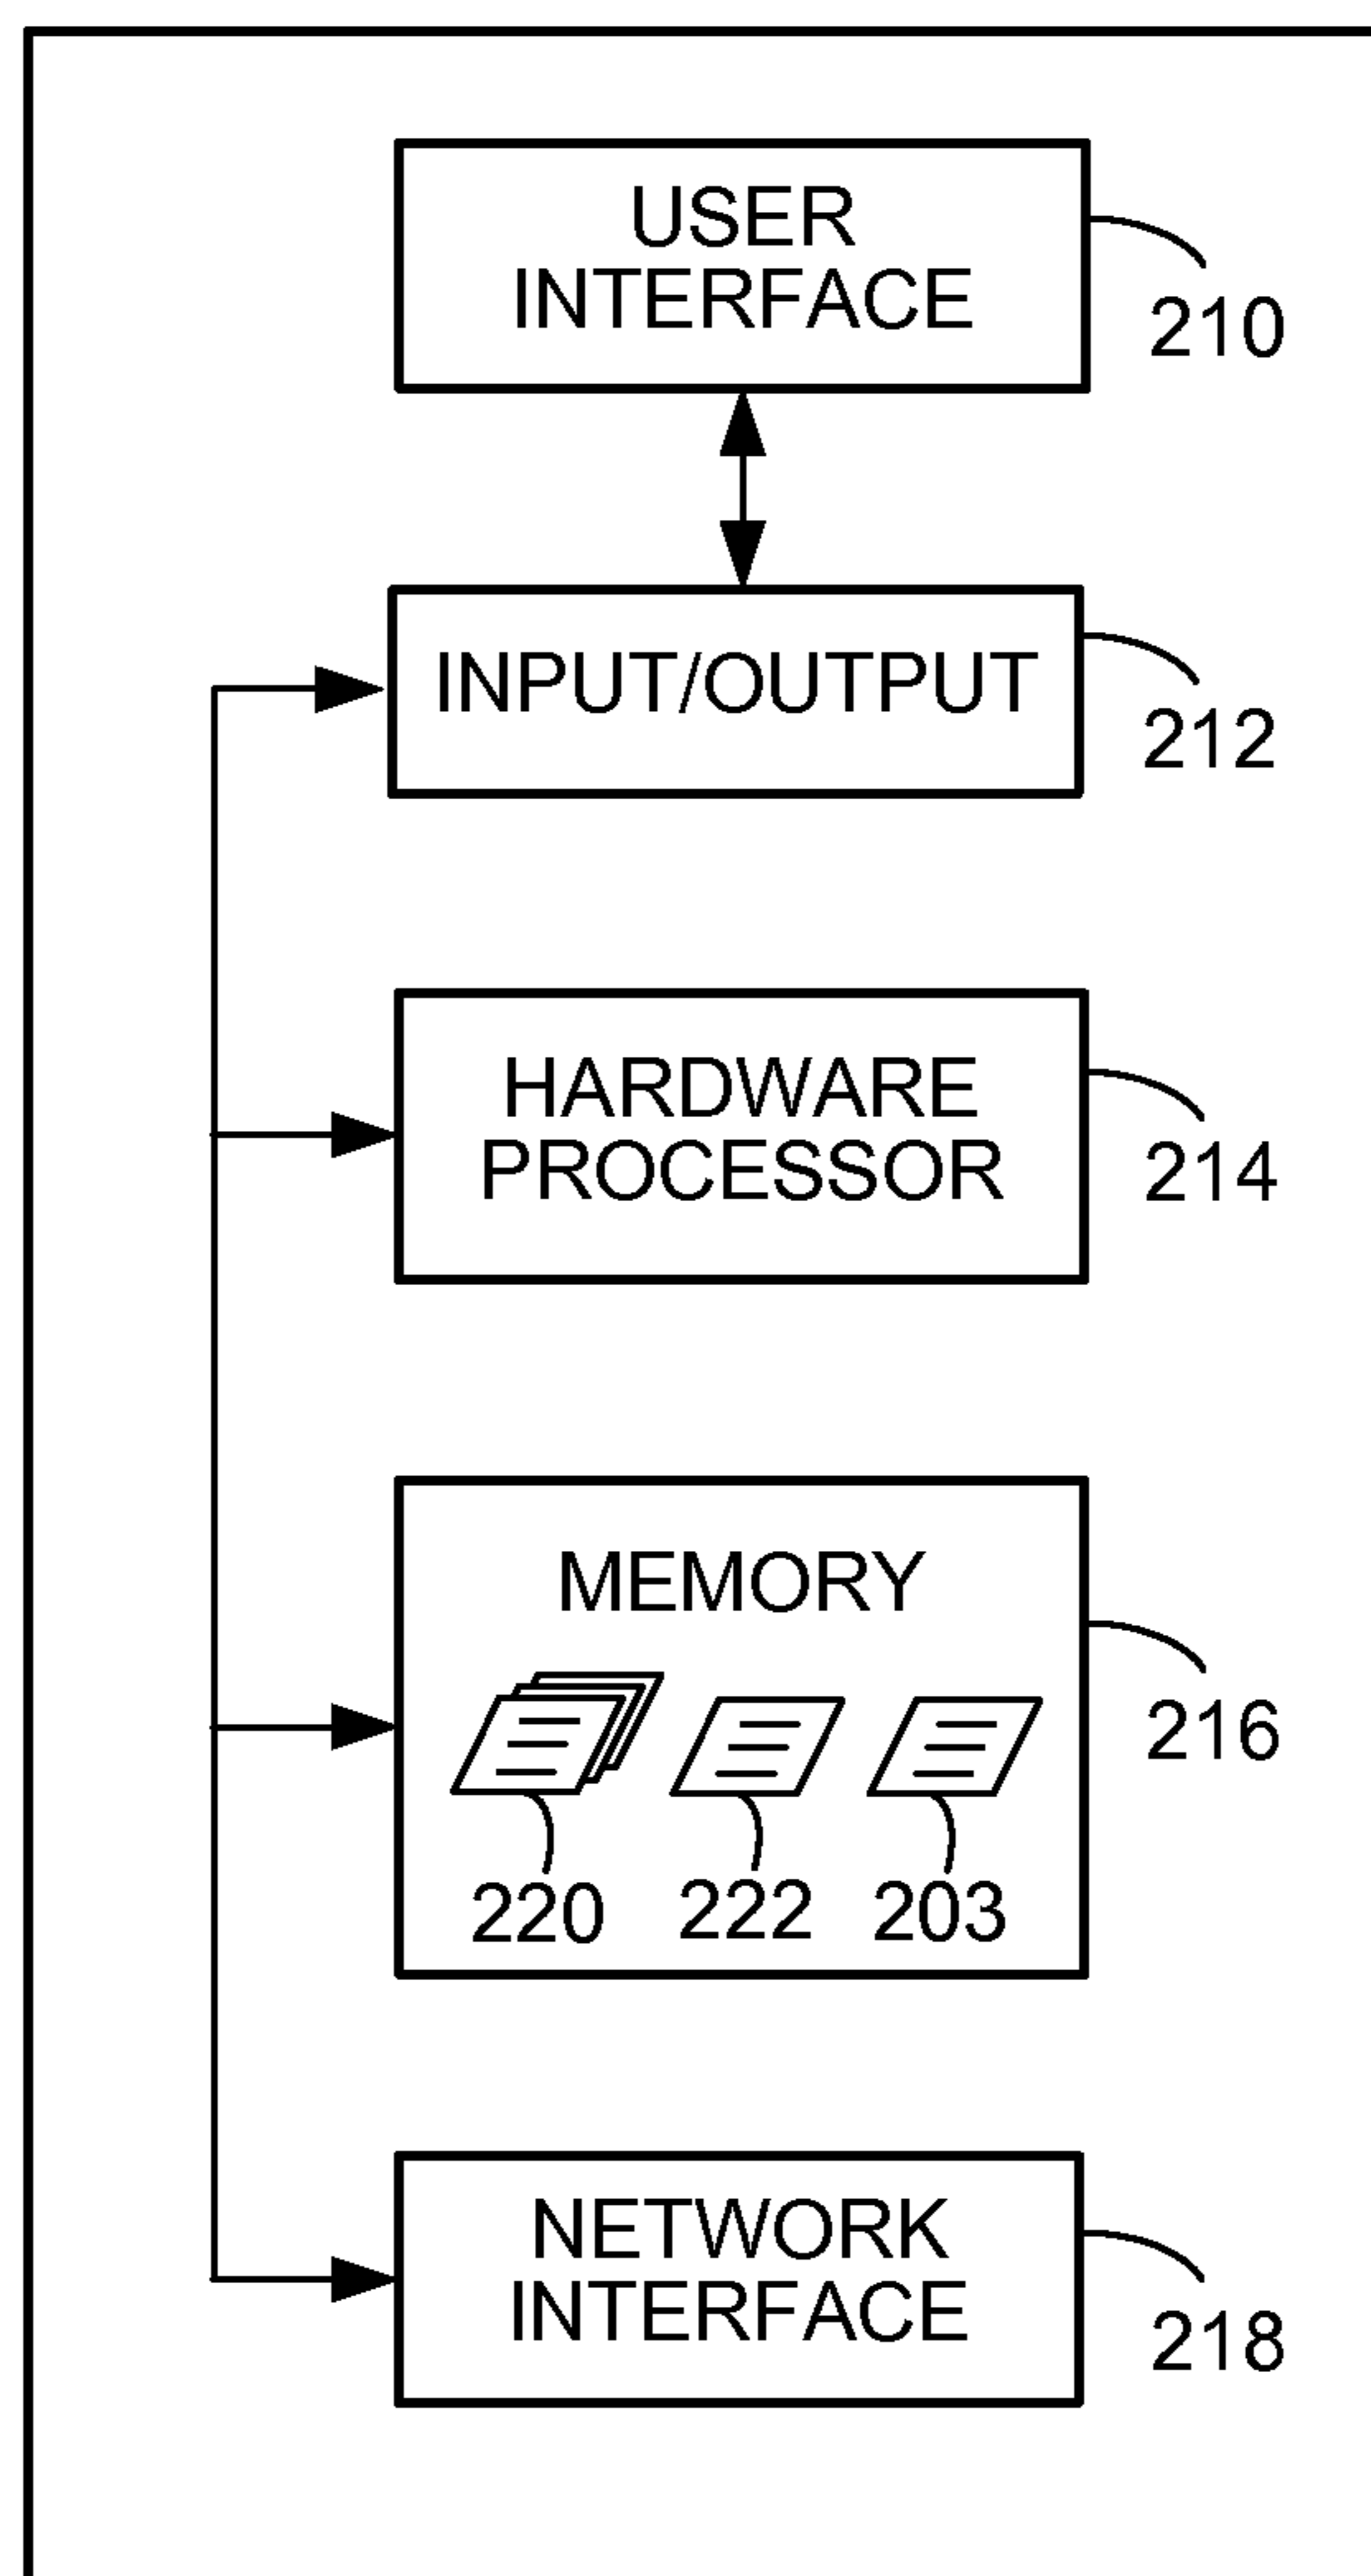 USER
INTERFACE
210
INPUT/OUTPUT
212
HARDWARE
PROCESSOR
214
MEMORY
216
220
222
203
NETWORK
INTERFACE
218